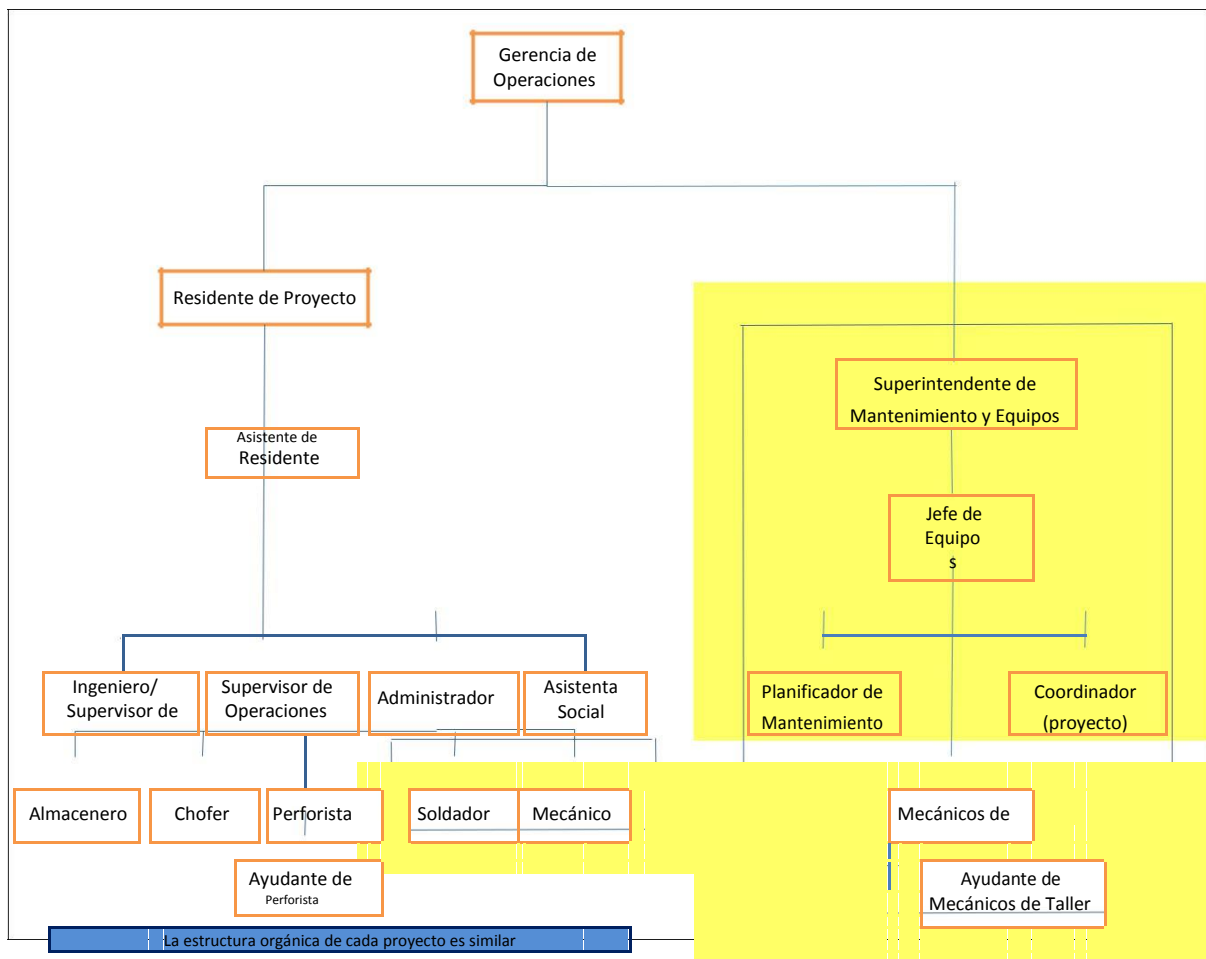 Gerencia de
Operaciones
Residente de Proyecto
Superintendente de
Mantenimiento y Equipos
Asistente de
Residente
Jefe de
Equipo
$
Ingeniero/
Supervisor de
Supervisor de
Operaciones
Administrador
Asistenta
Social
Planificador de
Mantenimiento
Coordinador
(proyecto)
Almacenero
Chofer
Perforista
Soldador
Mecánico
Mecánicos de
Ayudante de
Perforista
Ayudante de
Mecánicos de Taller
La estructura orgánica de cada proyecto es similar